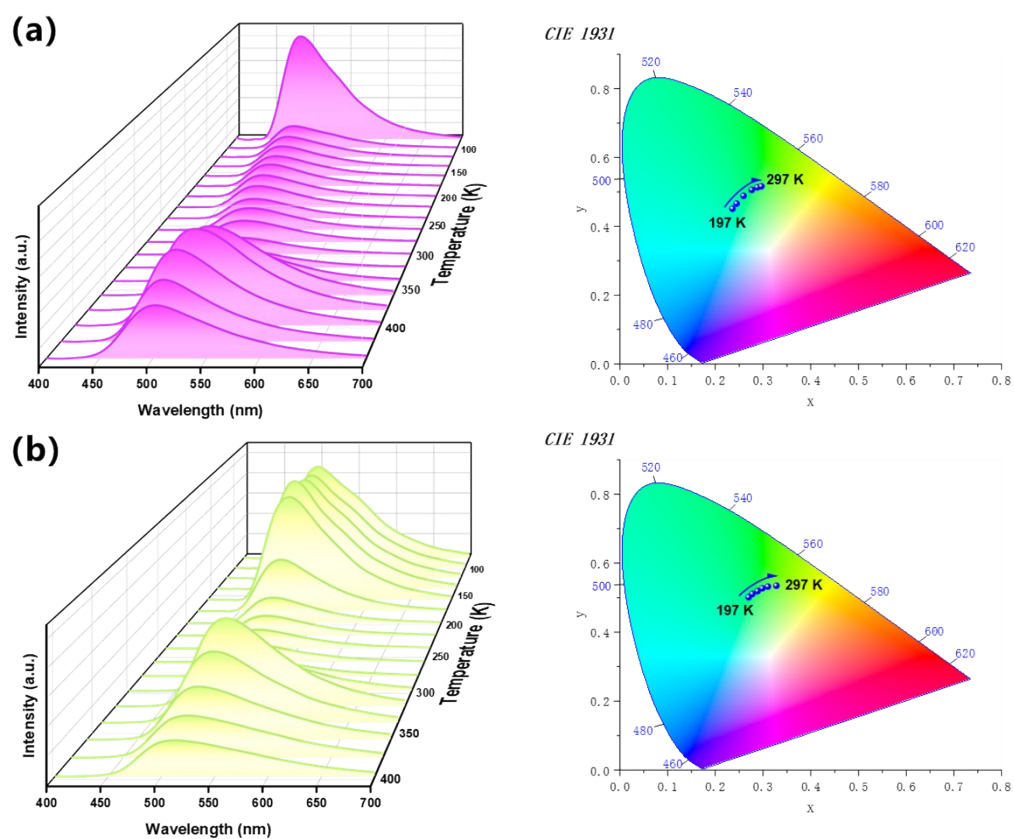 (a)
Intensity (a.u.)
400 450 500 550 600 650 700
Wavelength (nm)
100
150
200
250
300
350
400
Temperature (K)
CIE 1931
y
0.8
0.6
0.4
0.2
0.0
0.0 0.1 0.2 0.3 0.4 0.5 0.6 0.7 0.8
x
520
540
560
580
600
620
500
480
460
297 K
197 K
(b)
Intensity (a.u.)
400 450 500 550 600 650 700
Wavelength (nm)
100
150
200
250
300
350
400
Temperature (K)
CIE 1931
y
0.8
0.6
0.4
0.2
0.0
0.0 0.1 0.2 0.3 0.4 0.5 0.6 0.7 0.8
x
520
540
560
580
600
620
500
480
460
297 K
197 K